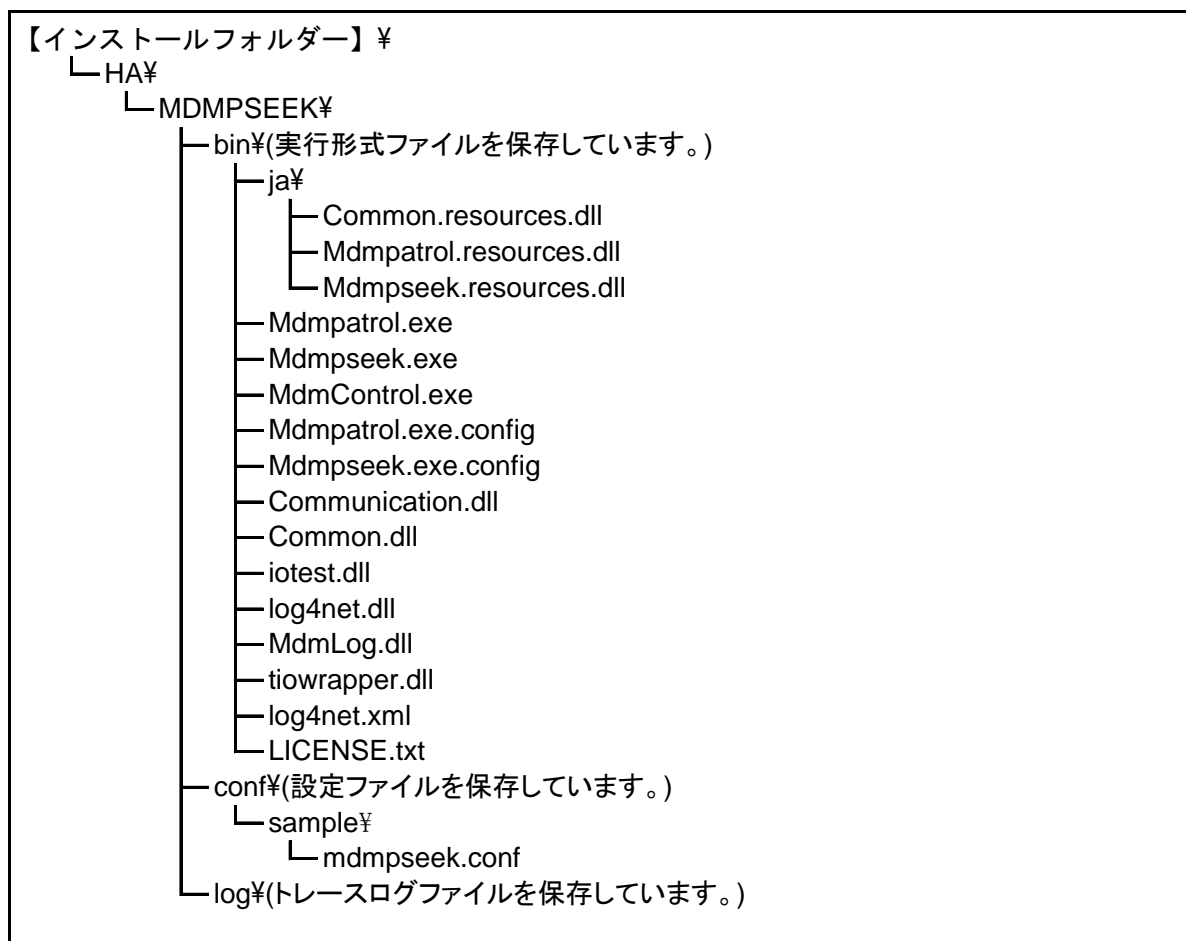 【インストールフォルダー】¥
HA¥
MDMPSEEK¥
bin¥(実行形式ファイルを保存しています。)
ja¥
Common.resources.dll
Mdmpatrol.resources.dll
Mdmpseek.resources.dll
Mdmpatrol.exe
Mdmpseek.exe
MdmControl.exe
Mdmpatrol.exe.config
Mdmpseek.exe.config
Communication.dll
Common.dll
iotest.dll
log4net.dll
MdmLog.dll
tiowrapper.dll
log4net.xml
LICENSE.txt
conf¥(設定ファイルを保存しています。)
sample¥
mdmpseek.conf
log¥(トレースログファイルを保存しています。)